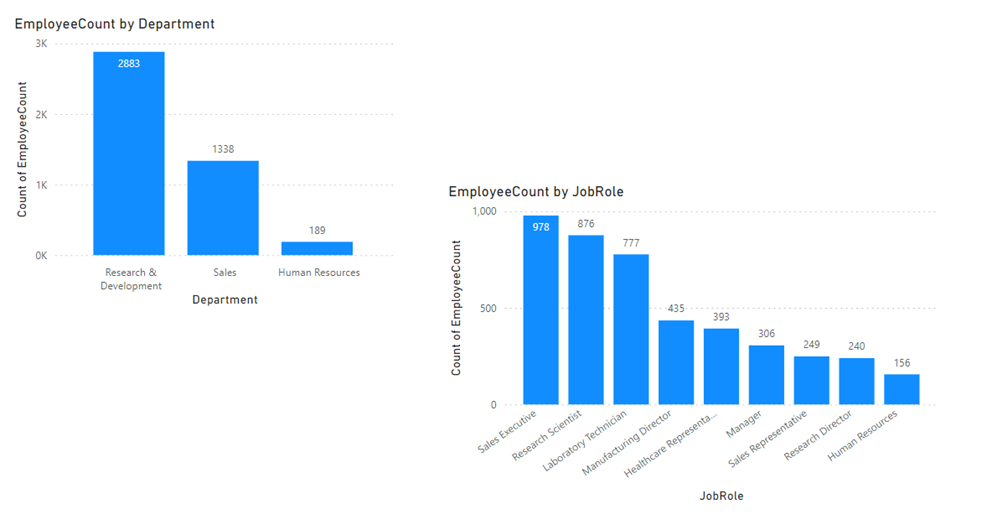 EmployeeCount by Department
Count of EmployeeCount
3K
2K
1K
0K
2883
1338
189
Research &
Development
Sales
Human Resources
Department
EmployeeCount by JobRole
Count of EmployeeCount
1,000
500
0
978
876
777
435
393
306
249
240
156
Sales Executive
Research Scientist
Laboratory Technician
Manufacturing Director
Healthcare Representa...
Manager
Sales Representative
Research Director
Human Resources
JobRole